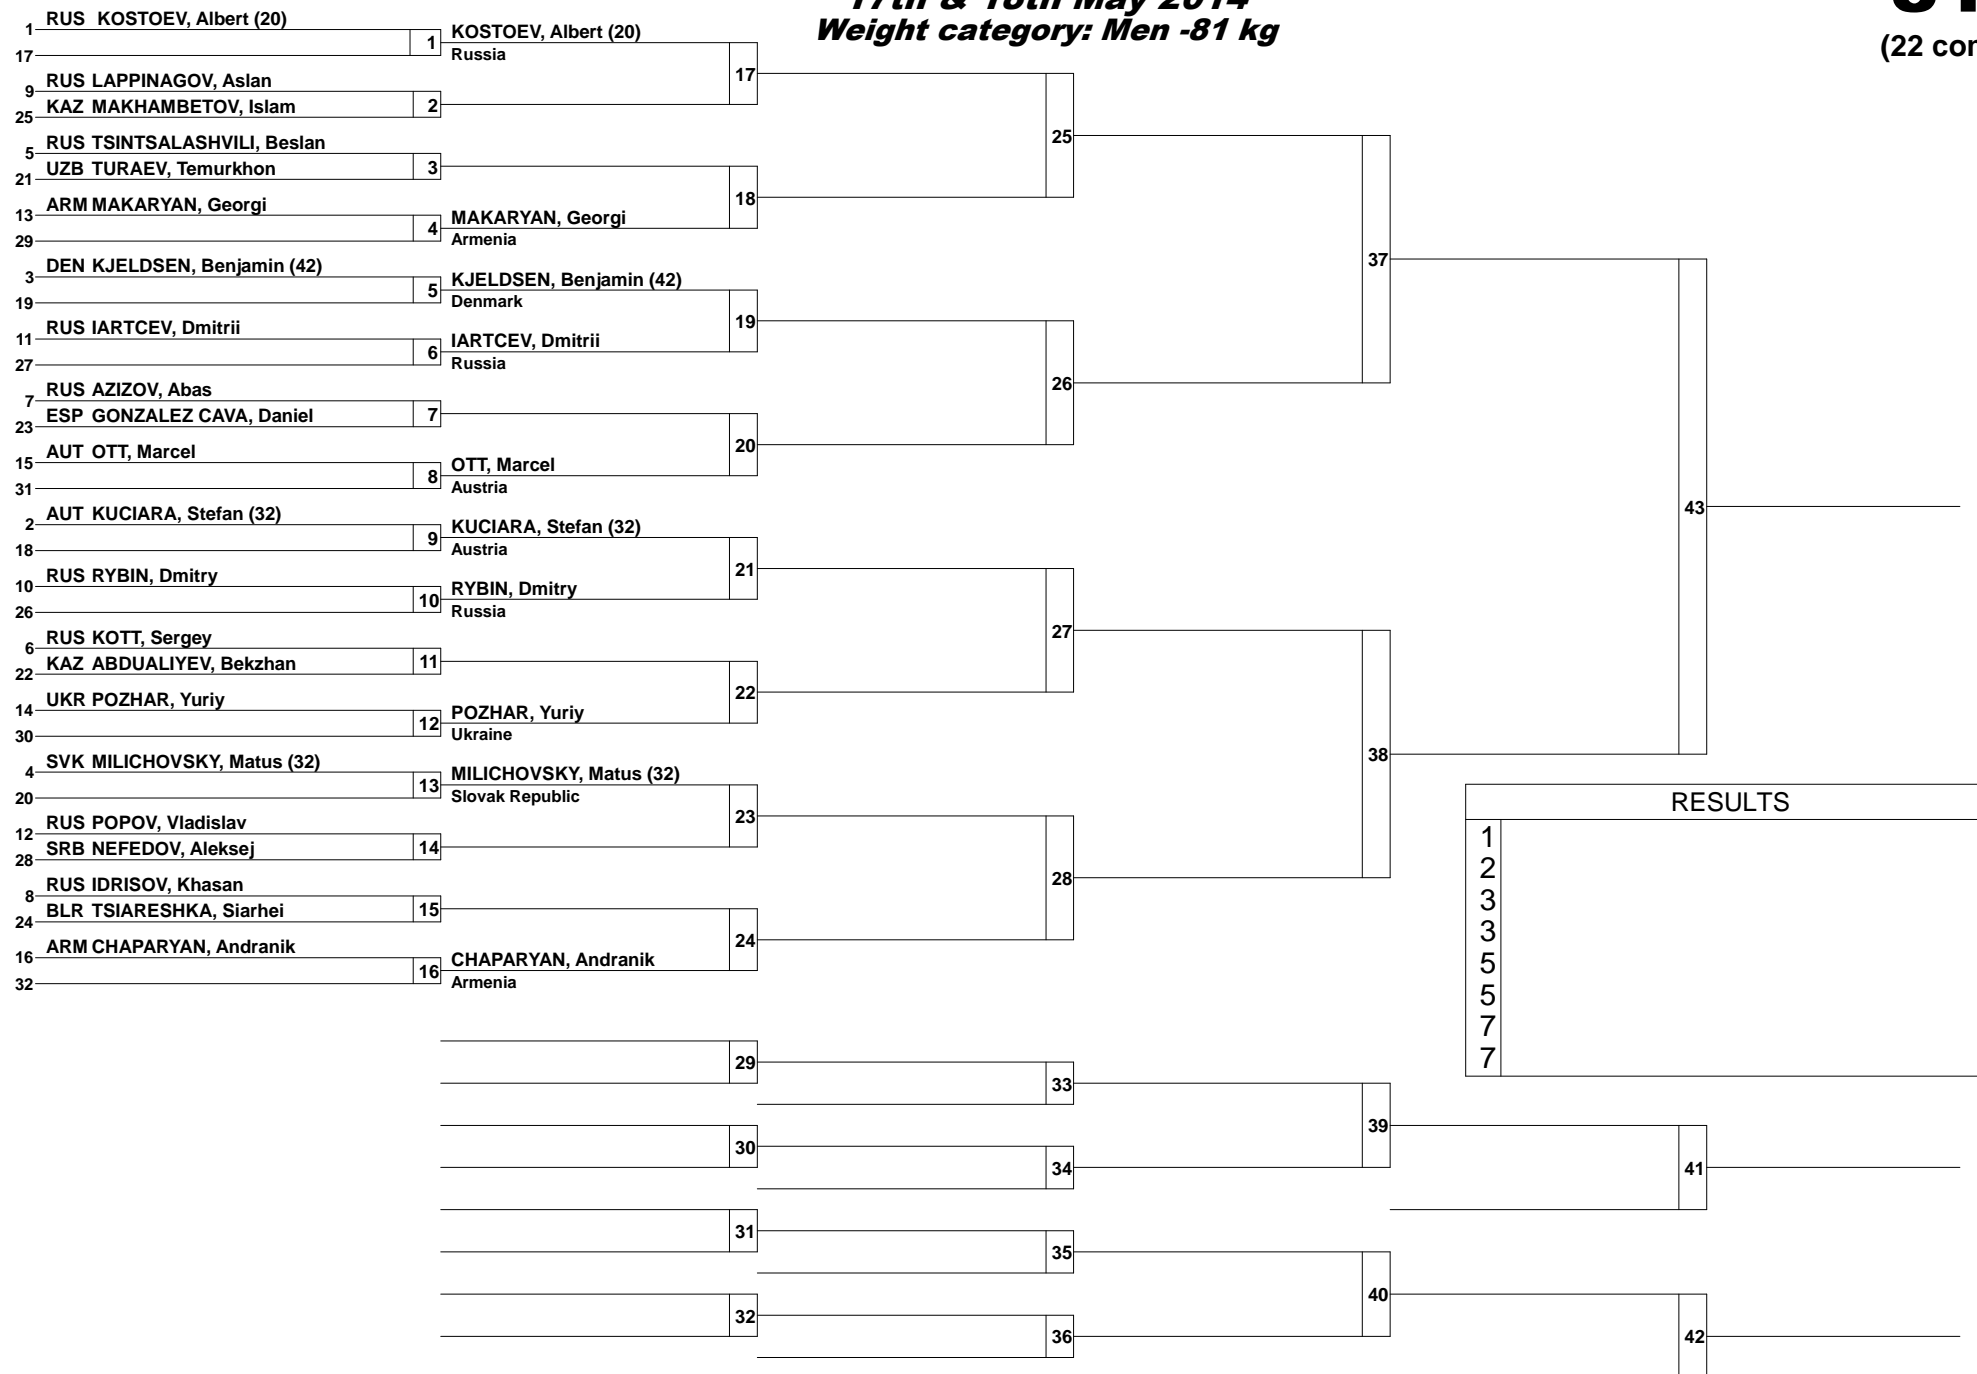 Weight category: Men -81 kg
(22
1 RUS KOSTOEV, Albert (20)
17
1 KOSTOEV, Albert (20)
Russia
9 RUS LAPPINAGOV, Aslan
25 KAZ MAKHAMBETOV, Islam
2
17
5 RUS TSINTSALASHVILI, Beslan
21 UZB TURAEV, Temurkhon
3
13 ARM MAKARYAN, Georgi
29
4 MAKARYAN, Georgi
Armenia
18
25
3 DEN KJELDSEN, Benjamin (42)
19
5 KJELDSEN, Benjamin (42)
Denmark
11 RUS IARTCEV, Dmitrii
27
6 IARTCEV, Dmitrii
Russia
19
7 RUS AZIZOV, Abas
23 ESP GONZALEZ CAVA, Daniel
7
15 AUT OTT, Marcel
31
8 OTT, Marcel
Austria
20
26
37
2 AUT KUCIARA, Stefan (32)
18
9 KUCIARA, Stefan (32)
Austria
10 RUS RYBIN, Dmitry
26
10 RYBIN, Dmitry
Russia
21
6 RUS KOTT, Sergey
22 KAZ ABDUALIYEV, Bekzhan
11
14 UKR POZHAR, Yuriy
30
12 POZHAR, Yuriy
Ukraine
22
27
4 SVK MILICHOVSKY, Matus (32)
20
13 MILICHOVSKY, Matus (32)
Slovak Republic
12 RUS POPOV, Vladislav
28 SRB NEFEDOV, Aleksej
14
23
8 RUS IDRISOV, Khasan
24 BLR TSIARESHKA, Siarhei
15
16 ARM CHAPARYAN, Andranik
32
16 CHAPARYAN, Andranik
Armenia
24
28
38
43
RESULTS
1
2
3
3
5
5
7
7
29
33
30
34
39
41
31
35
32
36
40
42